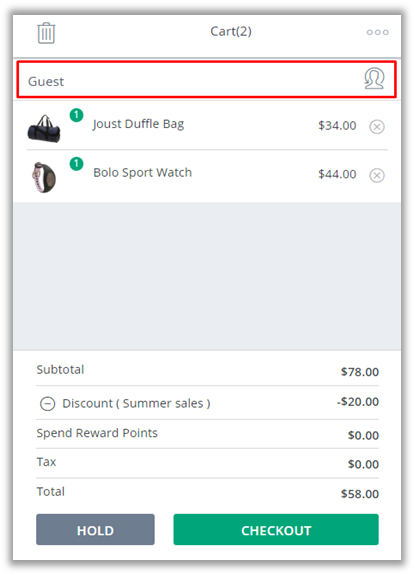 Cart(2)
Guest
1 Joust Duffle Bag $34.00
1 Bolo Sport Watch $44.00
Subtotal $78.00
Discount ( Summer sales ) -$20.00
Spend Reward Points $0.00
Tax $0.00
Total $58.00
HOLD CHECKOUT